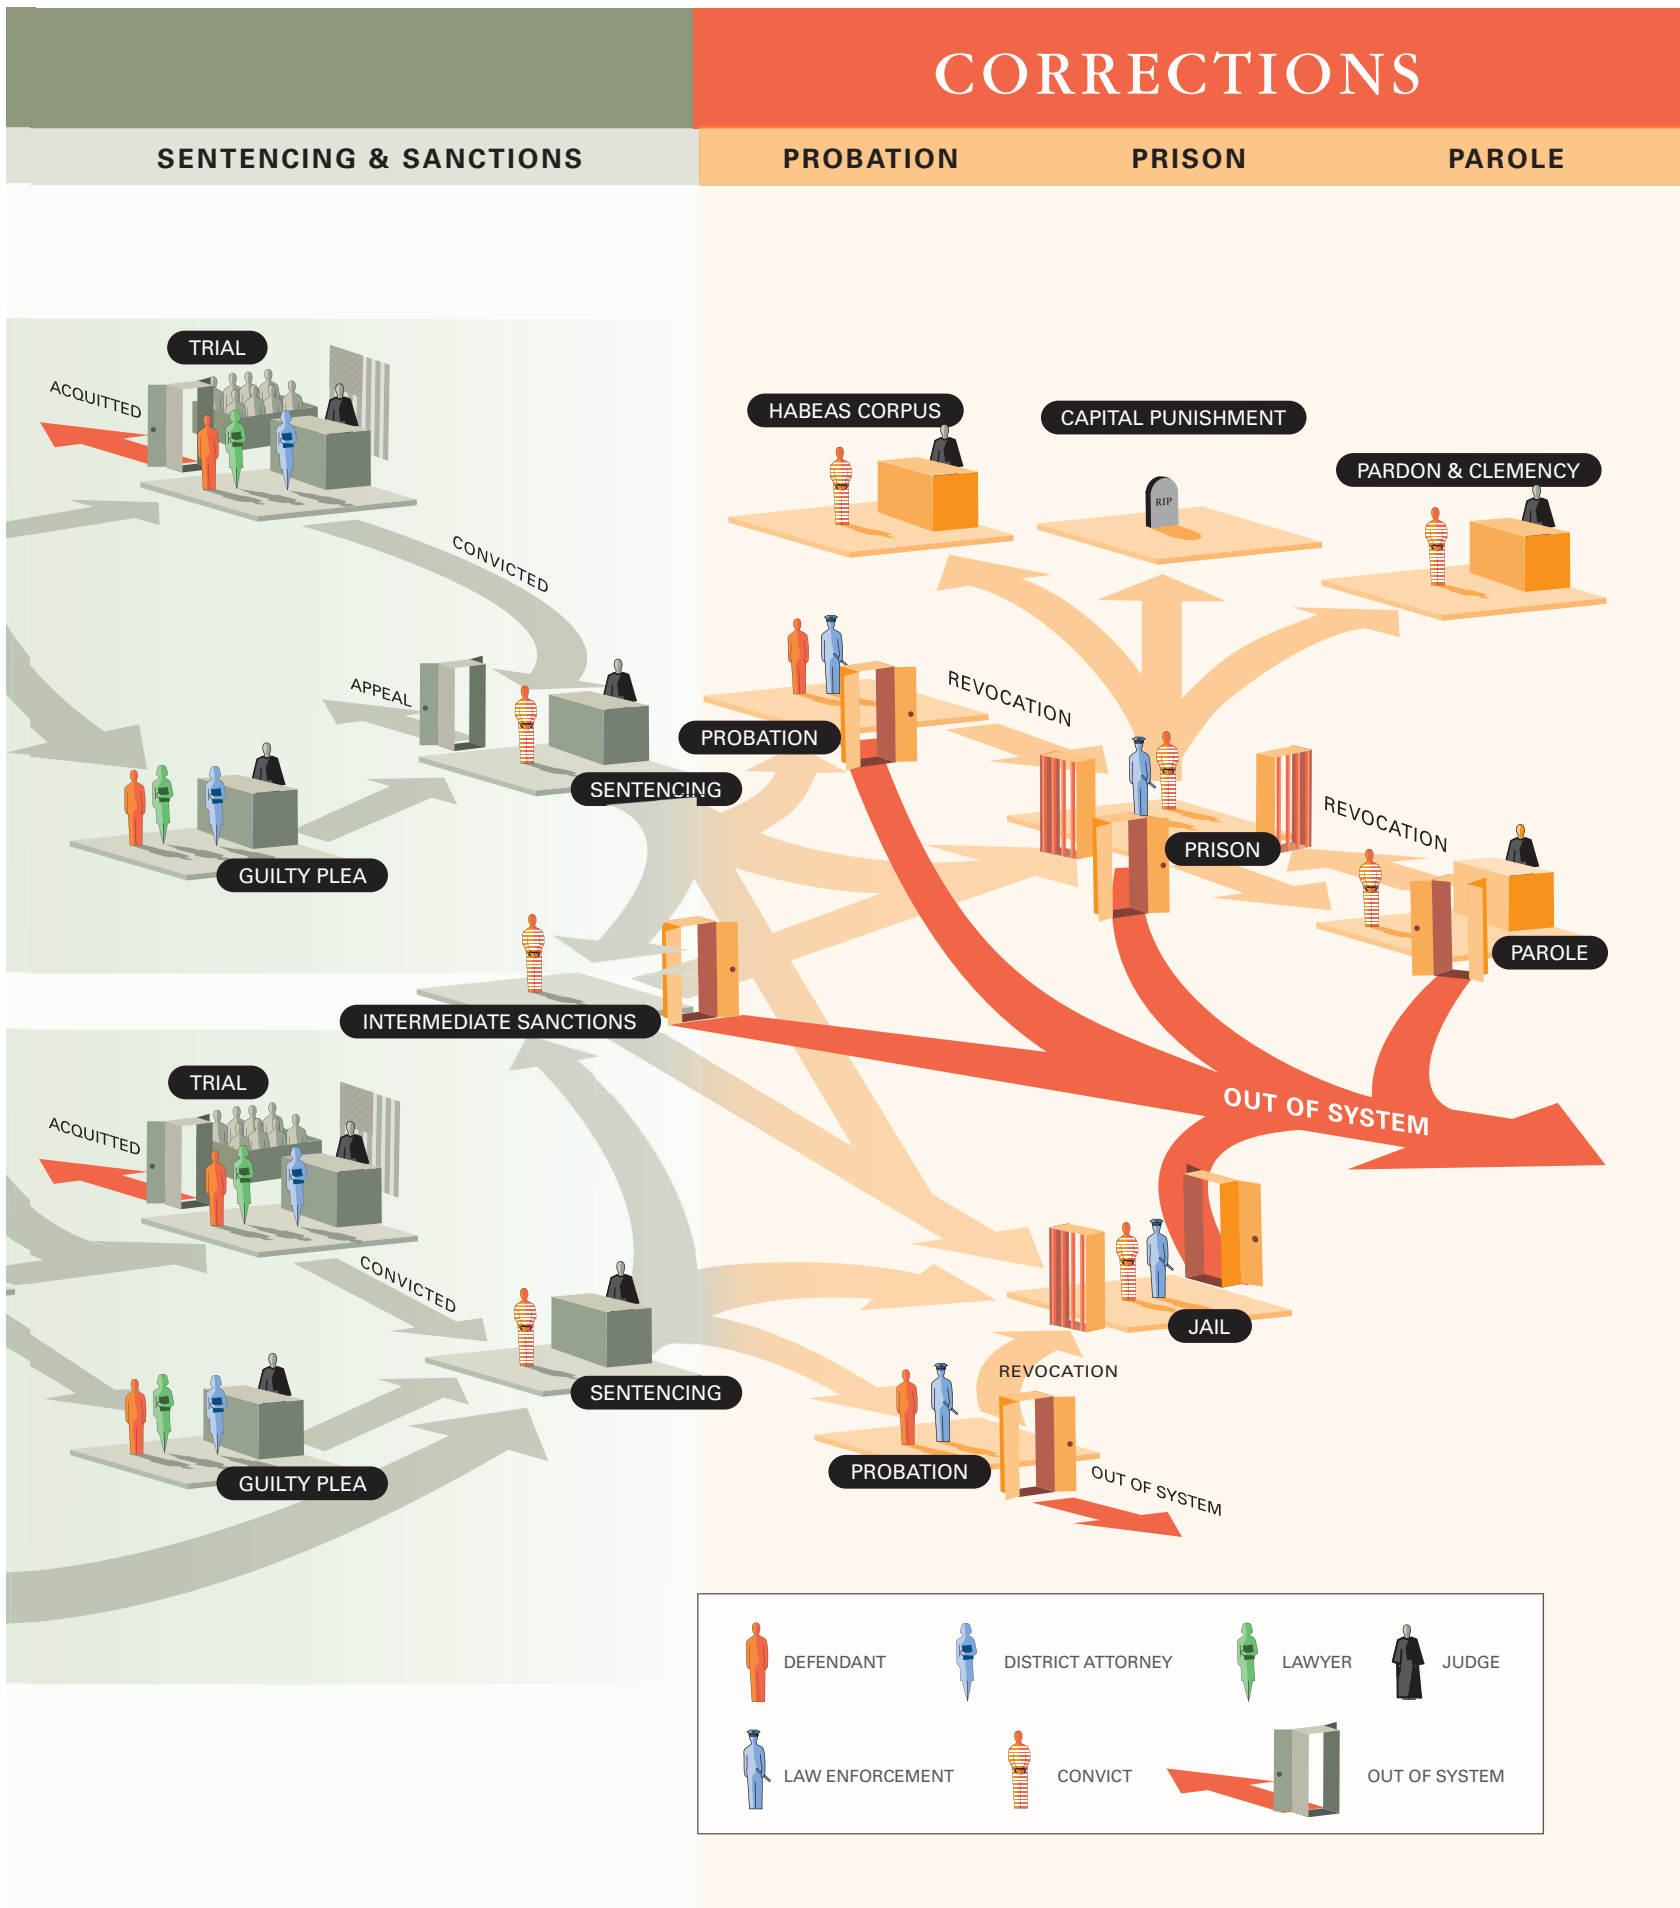 CORRECTIONS
SENTENCING & SANCTIONS
PROBATION
PRISON
PAROLE
TRIAL
ACQUITTED
CONVICTED
APPEAL
SENTENCING
GUILTY PLEA
INTERMEDIATE SANCTIONS
HABEAS CORPUS
CAPITAL PUNISHMENT
RIP
PARDON & CLEMENCY
PROBATION
REVOCATION
PRISON
REVOCATION
PAROLE
OUT OF SYSTEM
TRIAL
ACQUITTED
CONVICTED
SENTENCING
GUILTY PLEA
JAIL
REVOCATION
PROBATION
OUT OF SYSTEM
DEFENDANT
DISTRICT ATTORNEY
LAWYER
JUDGE
LAW ENFORCEMENT
CONVICT
OUT OF SYSTEM